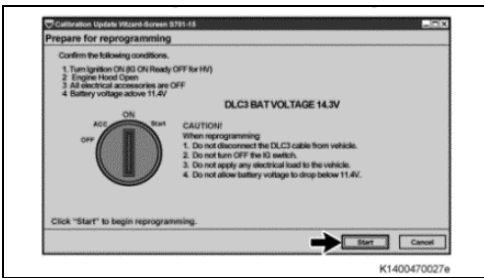 Calibration Update Wizard-Screen S701-15
Prepare for reprogramming
Confirm the following conditions.
1. Turn Ignition ON (IG ON Ready OFF for HV)
2 Engine Hood Open
3 All electrical accessories are OFF
4 Battery voltage adove 11.4V
DLC3 BAT VOLTAGE 14.3V
OFF
ACC
ON
Start
CAUTION!
When reprogramming:
1. Do not disconnect the DLC3 cable from vehicle.
2. Do not turn OFF the IG switch.
3. Do not apply any electrical load to the vehicle.
4. Do not allow battery voltage to drop below 11.4V.
Click "Start" to begin reprogramming.
Start
Cancel
K1400470027e